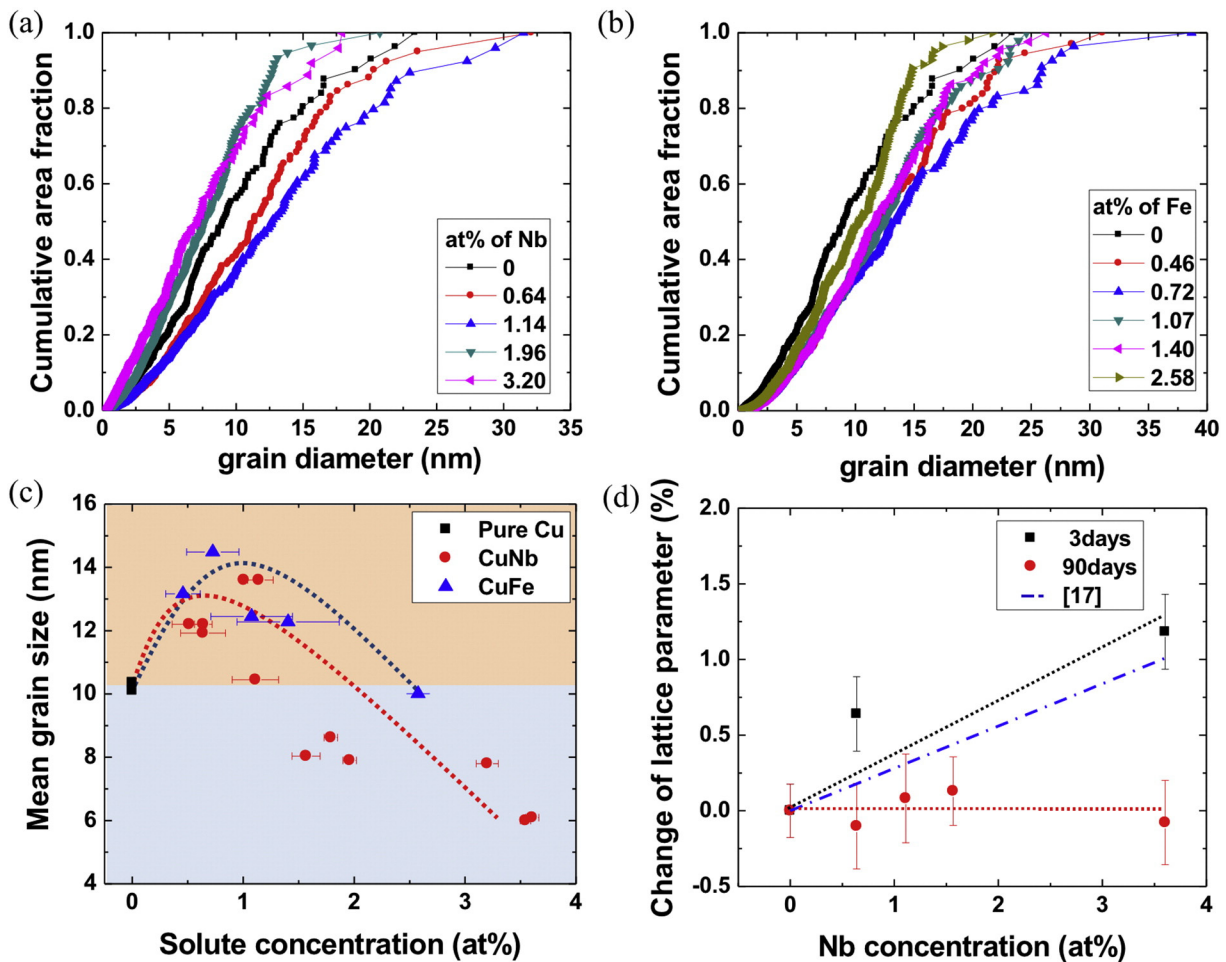 (a)
Cumulative area fraction
1.0
0.8
0.6
0.4
0.2
0.0
0 5 10 15 20 25 30 35
grain diameter (nm)
at% of Nb
0
0.64
1.14
1.96
3.20
(b)
Cumulative area fraction
1.0
0.8
0.6
0.4
0.2
0.0
0 5 10 15 20 25 30 35 40
grain diameter (nm)
at% of Fe
0
0.46
0.72
1.07
1.40
2.58
(c)
Mean grain size (nm)
16
14
12
10
8
6
4
0 1 2 3 4
Solute concentration (at%)
Pure Cu
CuNb
CuFe
(d)
Change of lattice parameter (%)
2.0
1.5
1.0
0.5
0.0
-0.5
0 1 2 3 4
Nb concentration (at%)
3days
90days
[17]